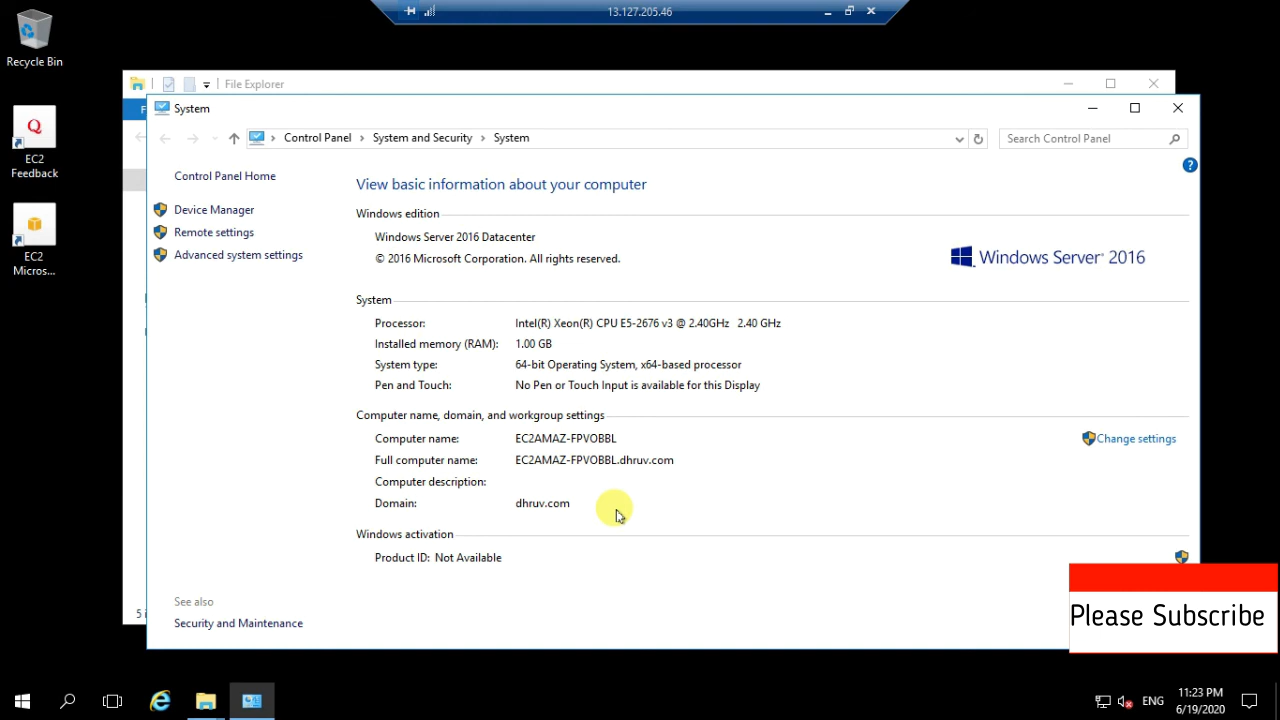 13.127.205.46
Recycle Bin
File Explorer
F
System
Control Panel > System and Security > System
Search Control Panel
EC2
Feedback
Control Panel Home
Device Manager
Remote settings
Advanced system settings
EC2
Micros...
View basic information about your computer
Windows edition
Windows Server 2016 Datacenter
© 2016 Microsoft Corporation. All rights reserved.
Windows Server® 2016
System
Processor: Intel(R) Xeon(R) CPU E5-2676 v3 @ 2.40GHz 2.40 GHz
Installed memory (RAM): 1.00 GB
System type: 64-bit Operating System, x64-based processor
Pen and Touch: No Pen or Touch Input is available for this Display
Computer name, domain, and workgroup settings
Computer name: EC2AMAZ-FPVOBBL
Change settings
Full computer name: EC2AMAZ-FPVOBBL.dhruv.com
Computer description:
Domain: dhruv.com
Windows activation
Product ID: Not Available
See also
Security and Maintenance
5 i
Please Subscribe
ENG
11:23 PM
6/19/2020